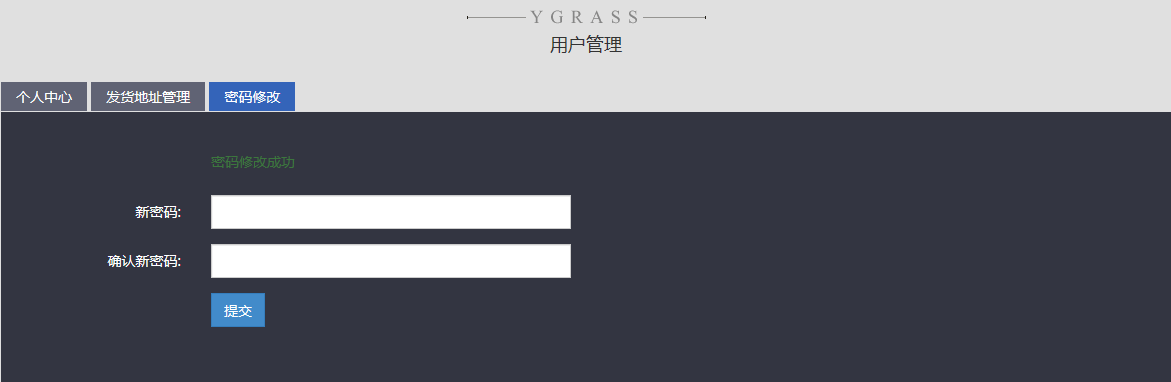 YGRASS
用户管理
个人中心 发货地址管理 密码修改
密码修改成功
新密码:
确认新密码:
提交